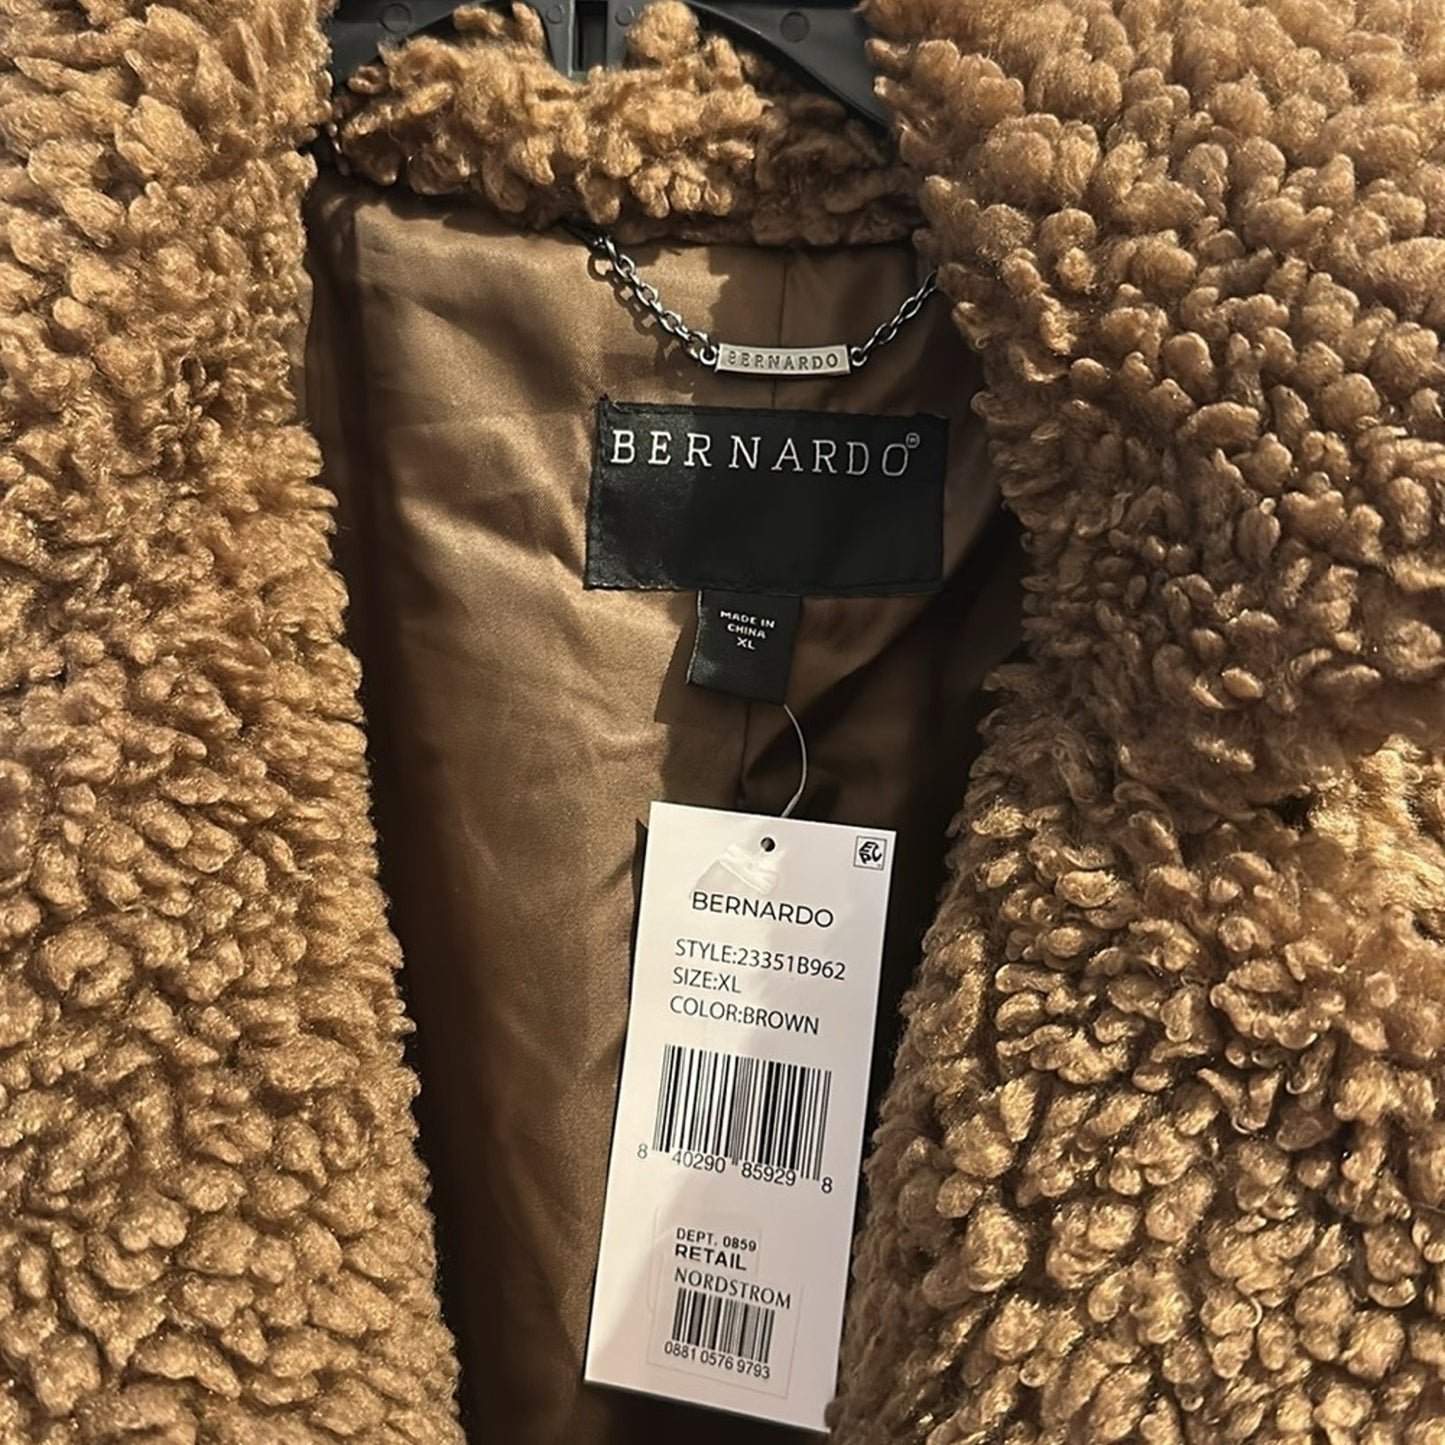 BERNARDO
BERNARDO®
MADE IN
CHINA
XL
EPC
BERNARDO
STYLE:23351B962
SIZE:XL
COLOR:BROWN
8 40290 85929 8
DEPT. 0859
RETAIL
NORDSTROM
0881 0576 9793